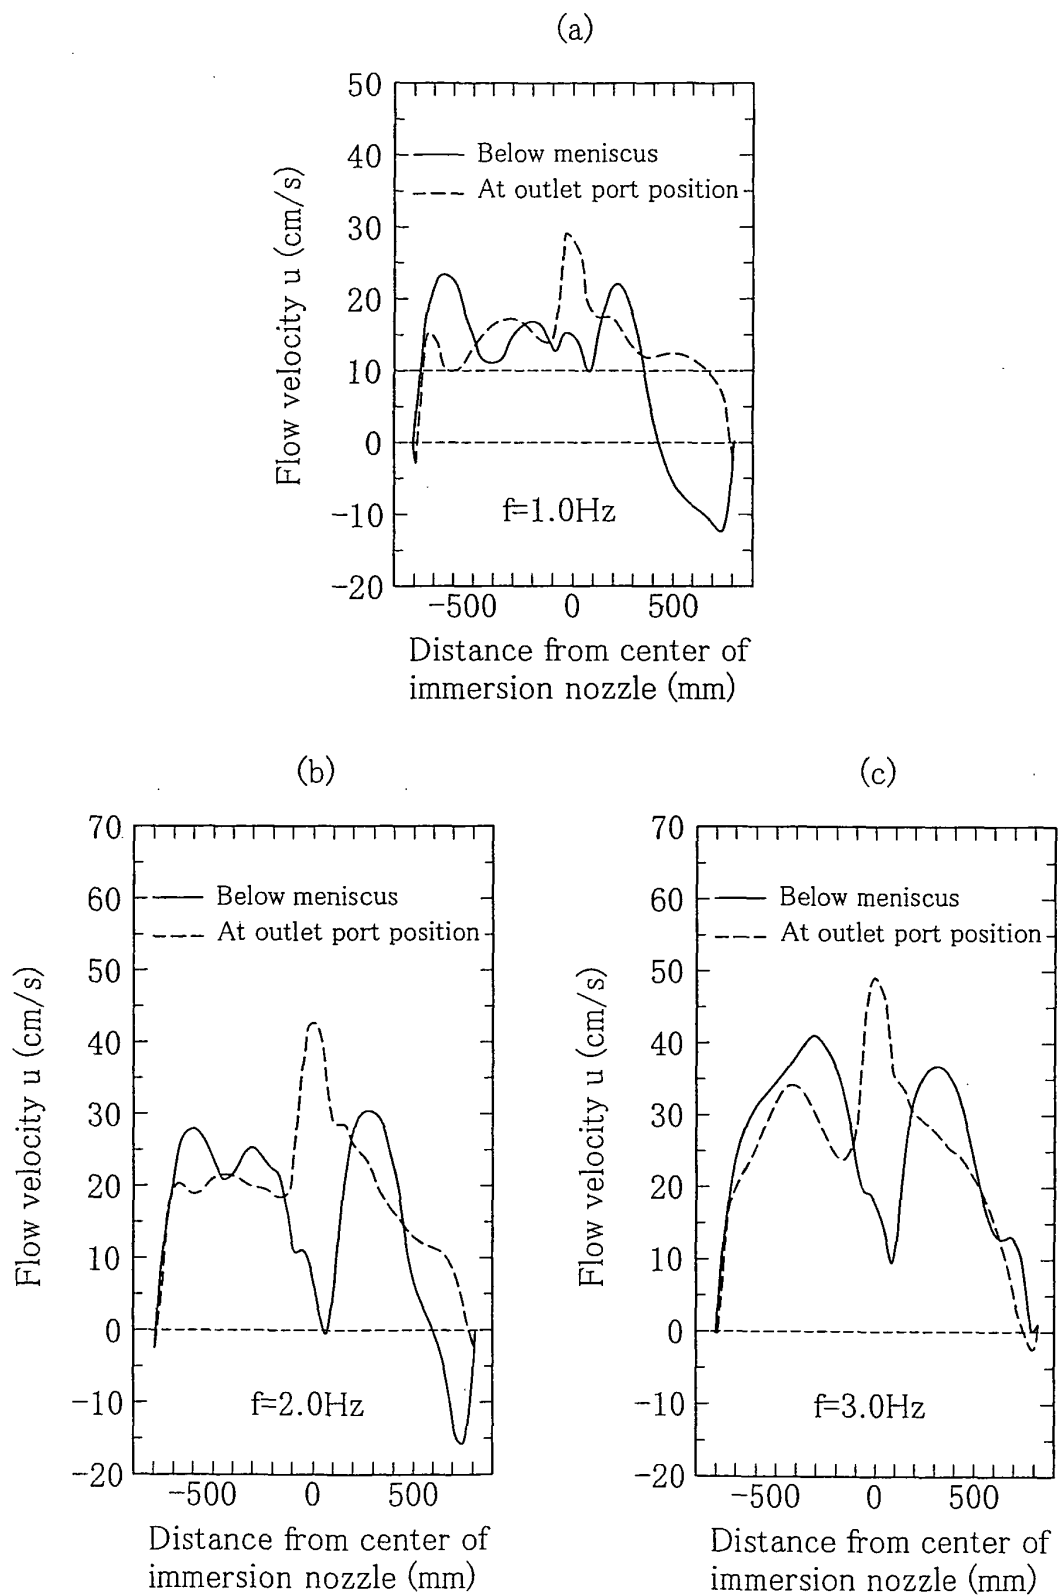 (a)
50
40
30
20
10
0
−10
−20
Flow velocity u (cm/s)
Below meniscus
At outlet port position
f=1.0Hz
−500 0 500
Distance from center of
immersion nozzle (mm)
(b)
70
60
50
40
30
20
10
0
−10
−20
Flow velocity u (cm/s)
Below meniscus
At outlet port position
f=2.0Hz
−500 0 500
Distance from center of
immersion nozzle (mm)
(c)
70
60
50
40
30
20
10
0
−10
−20
Flow velocity u (cm/s)
Below meniscus
At outlet port position
f=3.0Hz
−500 0 500
Distance from center of
immersion nozzle (mm)